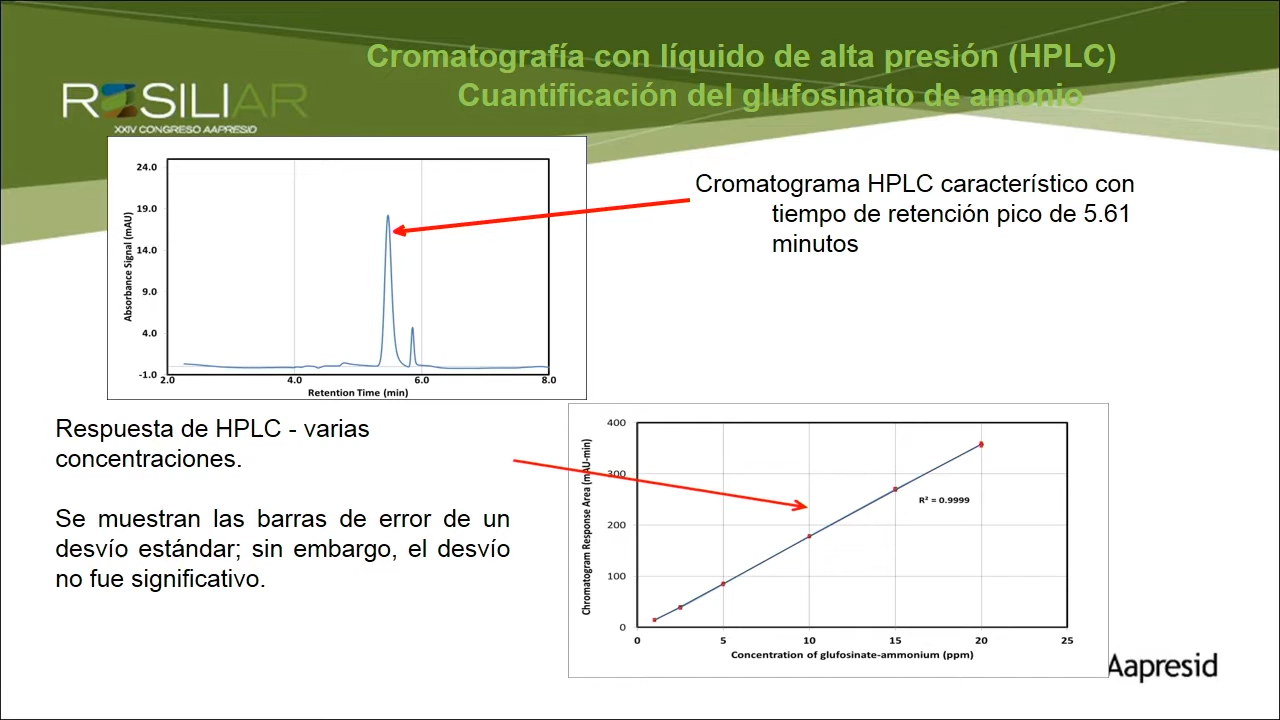 Cromatografía con líquido de alta presión (HPLC)
Cuantificación del glufosinato de amonio
ROSILIAR
XXIV CONGRESO AAPRESID
24.0
19.0
14.0
9.0
4.0
-1.0
Absorbance Signal (mAU)
2.0 4.0 6.0 8.0
Retention Time (min)
Cromatograma HPLC característico con
tiempo de retención pico de 5.61
minutos
Respuesta de HPLC - varias
concentraciones.
Se muestran las barras de error de un
desvío estándar; sin embargo, el desvío
no fue significativo.
400
300
200
100
0
Chromatogram Response Area (mAU-min)
R² = 0.9999
0 5 10 15 20 25
Concentration of glufosinate-ammonium (ppm)
Aapresid